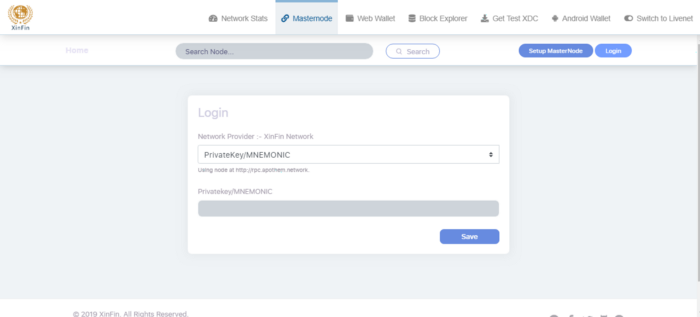 XinFin
Network Stats
Masternode
Web Wallet
Block Explorer
Get Test XDC
Android Wallet
Switch to Livenet
Home
Search Node...
Search
Setup MasterNode
Login
Login
Network Provider :- XinFin Network
PrivateKey/MNEMONIC
Using node at http://rpc.apothem.network.
Privatekey/MNEMONIC
Save
© 2019 XinFin. All Rights Reserved.